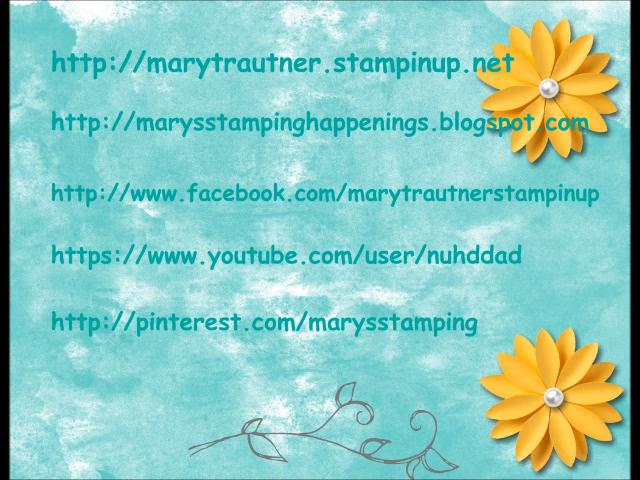 http://marytrautner.stampinup.net
http://marysstampinghappenings.blogspot.com
http://www.facebook.com/marytrautnerstampinup
https://www.youtube.com/user/nuhddad
http://pinterest.com/marysstamping